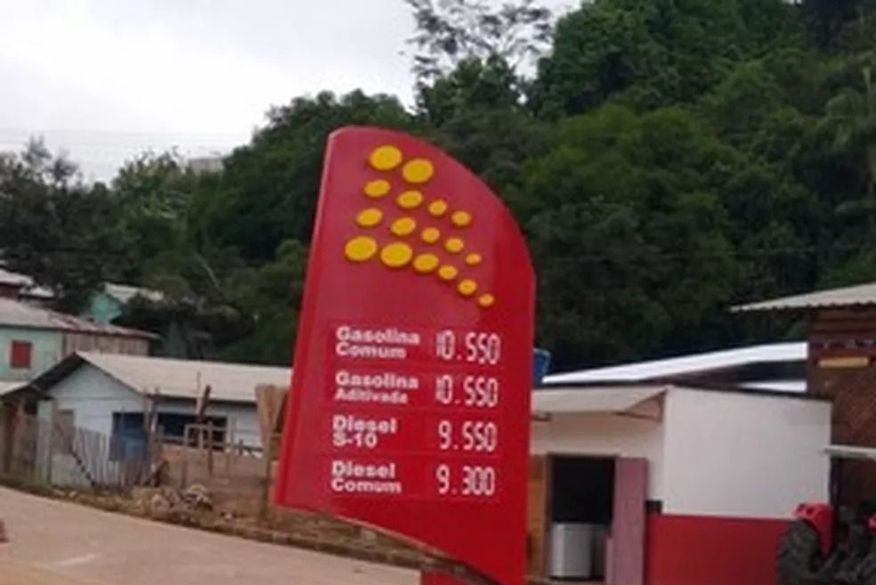 Gasolina
Comum 10.550
Gasolina
Aditivada 10.550
Diesel
S-10 9.550
Diesel
Comum 9.300